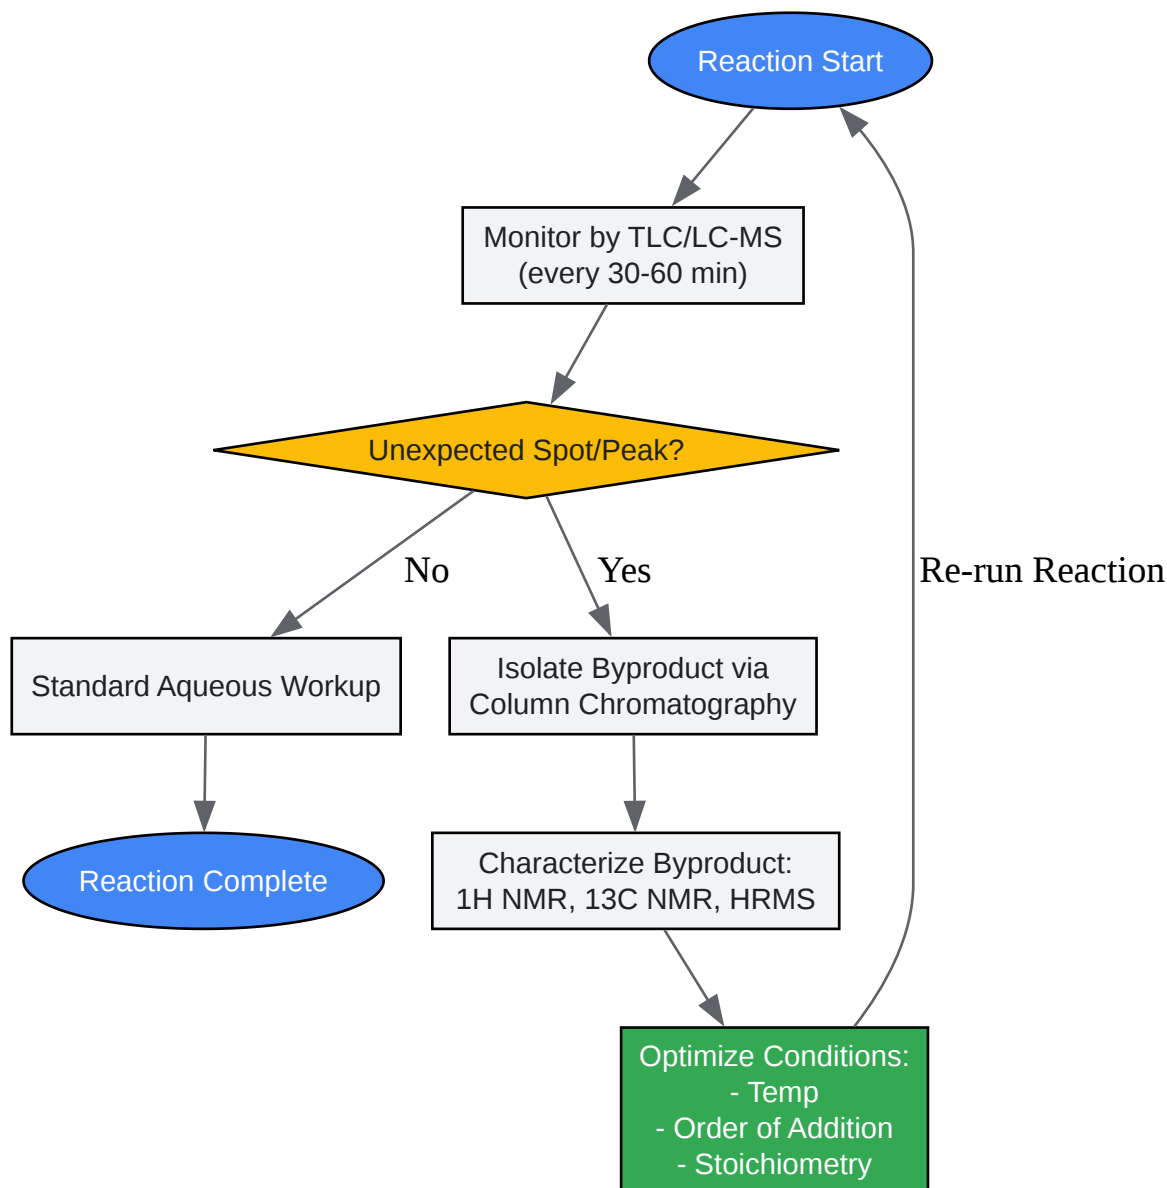 Reaction Start
Monitor by TLC/LC-MS
(every 30-60 min)
Unexpected Spot/Peak?
No
Yes
Re-run Reaction
Standard Aqueous Workup
Isolate Byproduct via
Column Chromatography
Reaction Complete
Characterize Byproduct:
1H NMR, 13C NMR, HRMS
Optimize Conditions:
- Temp
- Order of Addition
- Stoichiometry